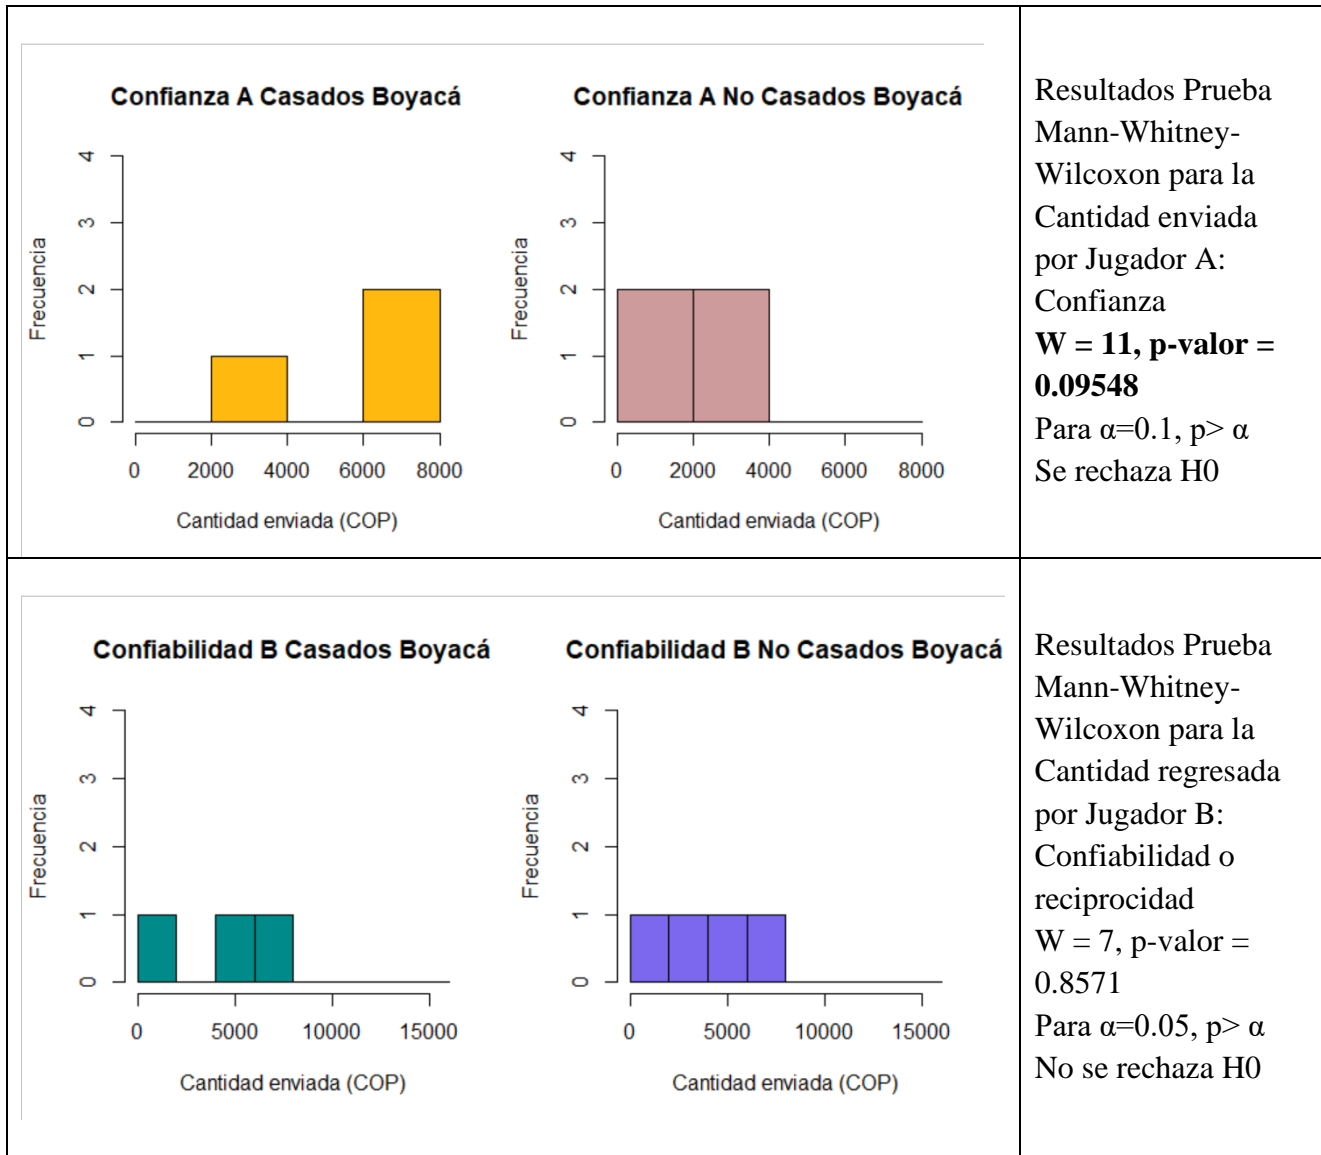 Confianza A Casados Boyacá
Confianza A No Casados Boyacá
4
3
2
1
0
Frecuencia
0 2000 4000 6000 8000
Cantidad enviada (COP)
4
3
2
1
0
Frecuencia
0 2000 4000 6000 8000
Cantidad enviada (COP)
Resultados Prueba
Mann-Whitney-
Wilcoxon para la
Cantidad enviada
por Jugador A:
Confianza
W = 11, p-valor =
0.09548
Para α=0.1, p> α
Se rechaza H0
Confiabilidad B Casados Boyacá
Confiabilidad B No Casados Boyacá
4
3
2
1
0
Frecuencia
0 5000 10000 15000
Cantidad enviada (COP)
4
3
2
1
0
Frecuencia
0 5000 10000 15000
Cantidad enviada (COP)
Resultados Prueba
Mann-Whitney-
Wilcoxon para la
Cantidad regresada
por Jugador B:
Confiabilidad o
reciprocidad
W = 7, p-valor =
0.8571
Para α=0.05, p> α
No se rechaza H0